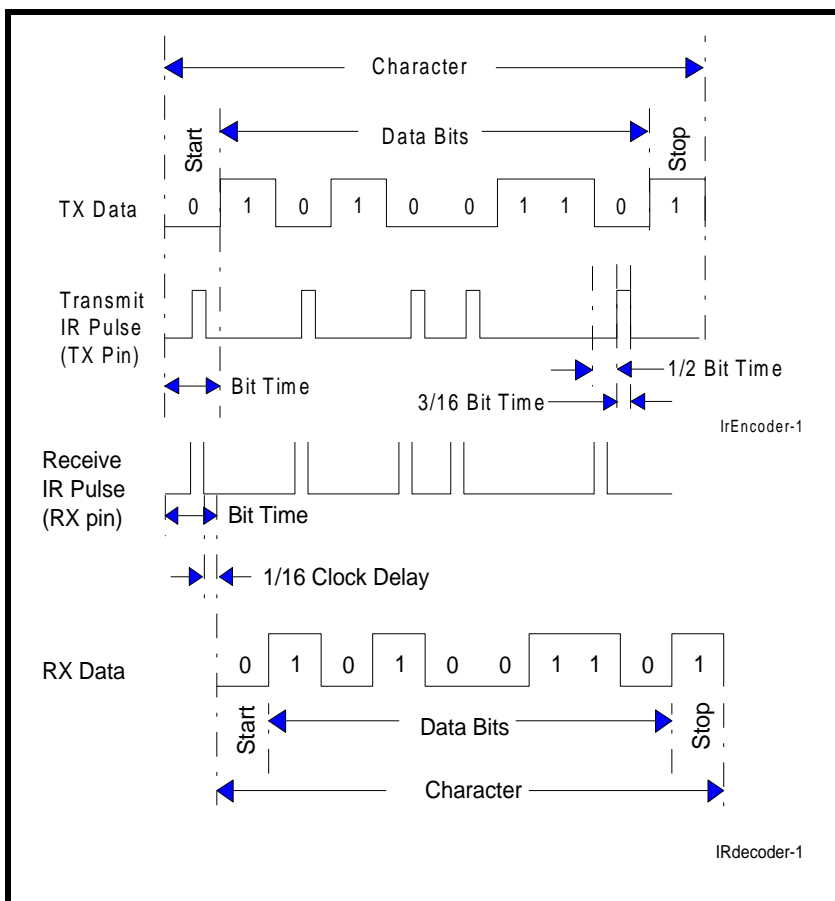 Character
Start
Data Bits
Stop
TX Data
0 1 0 1 0 0 1 1 0 1
Transmit
IR Pulse
(TX Pin)
Bit Time
1/2 Bit Time
3/16 Bit Time
IrEncoder-1
Receive
IR Pulse
(RX pin)
Bit Time
1/16 Clock Delay
RX Data
0 1 0 1 0 0 1 1 0 1
Start
Data Bits
Stop
Character
IRdecoder-1